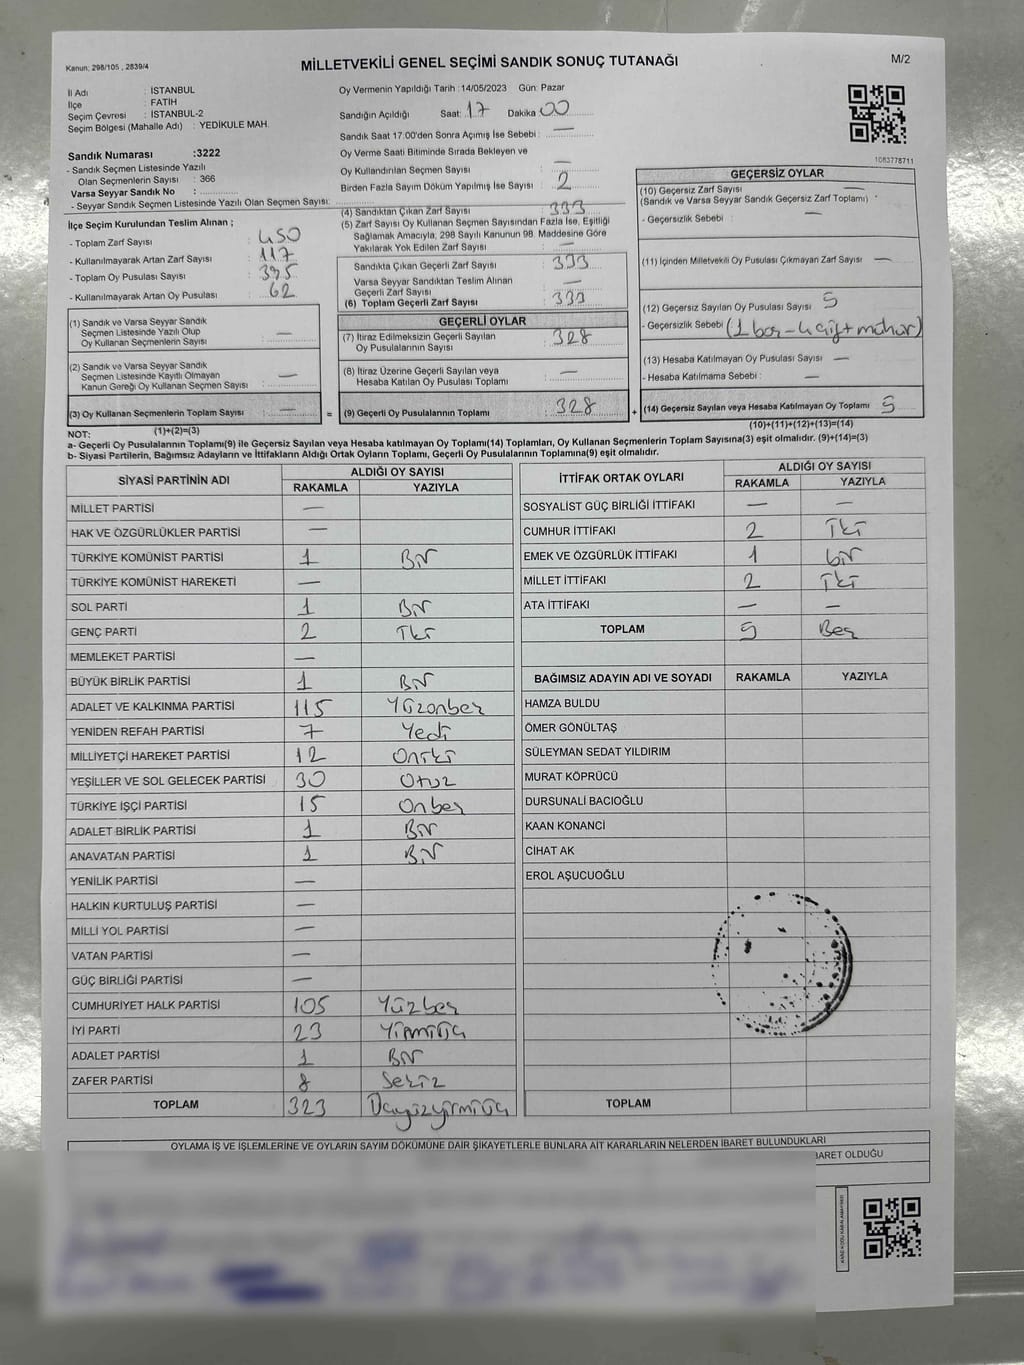 Kanun: 298/105 , 2839/4
MİLLETVEKİLİ GENEL SEÇİMİ SANDIK SONUÇ TUTANAĞI
M/2
İl Adı : İSTANBUL
İlçe : FATİH
Seçim Çevresi : İSTANBUL-2
Seçim Bölgesi (Mahalle Adı) : YEDİKULE MAH.
Sandık Numarası :3222
- Sandık Seçmen Listesinde Yazılı
Olan Seçmenlerin Sayısı : 366
Varsa Seyyar Sandık No :
- Seyyar Sandık Seçmen Listesinde Yazılı Olan Seçmen Sayısı:
İlçe Seçim Kurulundan Teslim Alınan ;
- Toplam Zarf Sayısı : 450
- Kullanılmayarak Artan Zarf Sayısı : 117
- Toplam Oy Pusulası Sayısı : 395
- Kullanılmayarak Artan Oy Pusulası : 62
(1) Sandık ve Varsa Seyyar Sandık
Seçmen Listesinde Yazılı Olup
Oy Kullanan Seçmenlerin Sayısı : —
(2) Sandık ve Varsa Seyyar Sandık
Seçmen Listesinde Kayıtlı Olmayan
Kanun Gereği Oy Kullanan Seçmen Sayısı : —
(3) Oy Kullanan Seçmenlerin Toplam Sayısı : —
(1)+(2)=(3)
Oy Vermenin Yapıldığı Tarih : 14/05/2023 Gün: Pazar
Sandığın Açıldığı Saat: 17 Dakika 00
Sandık Saat 17:00'den Sonra Açımış İse Sebebi : —
Oy Verme Saati Bitiminde Sırada Bekleyen ve
Oy Kullandırılan Seçmen Sayısı : —
Birden Fazla Sayım Döküm Yapılmış İse Sayısı : 2
(4) Sandıktan Çıkan Zarf Sayısı : 333
(5) Zarf Sayısı Oy Kullanan Seçmen Sayısından Fazla İse, Eşitliği
Sağlamak Amacıyla, 298 Sayılı Kanunun 98. Maddesine Göre
Yakılarak Yok Edilen Zarf Sayısı : —
Sandıkta Çıkan Geçerli Zarf Sayısı : 333
Varsa Seyyar Sandıktan Teslim Alınan
Geçerli Zarf Sayısı : —
(6) Toplam Geçerli Zarf Sayısı : 333
GEÇERLİ OYLAR
(7) İtiraz Edilmeksizin Geçerli Sayılan
Oy Pusulalarının Sayısı : 328
(8) İtiraz Üzerine Geçerli Sayılan veya
Hesaba Katılan Oy Pusulası Toplamı : —
= (9) Geçerli Oy Pusulalarının Toplamı : 328
1083778711
GEÇERSİZ OYLAR
(10) Geçersiz Zarf Sayısı : —
(Sandık ve Varsa Seyyar Sandık Geçersiz Zarf Toplamı)
- Geçersizlik Sebebi : —
(11) İçinden Milletvekili Oy Pusulası Çıkmayan Zarf Sayısı : —
(12) Geçersiz Sayılan Oy Pusulası Sayısı : 5
- Geçersizlik Sebebi : (1 boş - 4 çift mühür)
(13) Hesaba Katılmayan Oy Pusulası Sayısı : —
- Hesaba Katılmama Sebebi : —
+ (14) Geçersiz Sayılan veya Hesaba Katılmayan Oy Toplamı : 5
(10)+(11)+(12)+(13)=(14)
NOT:
a- Geçerli Oy Pusulalarının Toplamı(9) ile Geçersiz Sayılan veya Hesaba katılmayan Oy Toplamı(14) Toplamları, Oy Kullanan Seçmenlerin Toplam Sayısına(3) eşit olmalıdır. (9)+(14)=(3)
b- Siyasi Partilerin, Bağımsız Adayların ve İttifakların Aldığı Ortak Oyların Toplamı, Geçerli Oy Pusulalarının Toplamına(9) eşit olmalıdır.
SİYASİ PARTİNİN ADI ALDIĞI OY SAYISI
RAKAMLA YAZIYLA
MİLLET PARTİSİ —
HAK VE ÖZGÜRLÜKLER PARTİSİ —
TÜRKİYE KOMÜNİST PARTİSİ 1 Bir
TÜRKİYE KOMÜNİST HAREKETİ —
SOL PARTİ 1 Bir
GENÇ PARTİ 2 İki
MEMLEKET PARTİSİ —
BÜYÜK BİRLİK PARTİSİ 1 Bir
ADALET VE KALKINMA PARTİSİ 115 Yüzonbeş
YENİDEN REFAH PARTİSİ 7 Yedi
MİLLİYETÇİ HAREKET PARTİSİ 12 Oniki
YEŞİLLER VE SOL GELECEK PARTİSİ 30 Otuz
TÜRKİYE İŞÇİ PARTİSİ 15 Onbeş
ADALET BİRLİK PARTİSİ 1 Bir
ANAVATAN PARTİSİ 1 Bir
YENİLİK PARTİSİ —
HALKIN KURTULUŞ PARTİSİ —
MİLLİ YOL PARTİSİ —
VATAN PARTİSİ —
GÜÇ BİRLİĞİ PARTİSİ —
CUMHURİYET HALK PARTİSİ 105 Yüzbeş
İYİ PARTİ 23 Yirmiüç
ADALET PARTİSİ 1 Bir
ZAFER PARTİSİ 8 Sekiz
TOPLAM 323 Üçyüzyirmiüç
İTTİFAK ORTAK OYLARI ALDIĞI OY SAYISI
RAKAMLA YAZIYLA
SOSYALİST GÜÇ BİRLİĞİ İTTİFAKI — —
CUMHUR İTTİFAKI 2 İki
EMEK VE ÖZGÜRLÜK İTTİFAKI 1 bir
MİLLET İTTİFAKI 2 İki
ATA İTTİFAKI — —
TOPLAM 5 Beş
BAĞIMSIZ ADAYIN ADI VE SOYADI RAKAMLA YAZIYLA
HAMZA BULDU
ÖMER GÖNÜLTAŞ
SÜLEYMAN SEDAT YILDIRIM
MURAT KÖPRÜCÜ
DURSUNALİ BACIOĞLU
KAAN KONANCİ
CİHAT AK
EROL AŞUCUOĞLU
TOPLAM
OYLAMA İŞ VE İŞLEMLERİNE VE OYLARIN SAYIM DÖKÜMÜNE DAİR ŞİKAYETLERLE BUNLARA AİT KARARLARIN NELERDEN İBARET BULUNDUKLARI
İBARET OLDUĞU